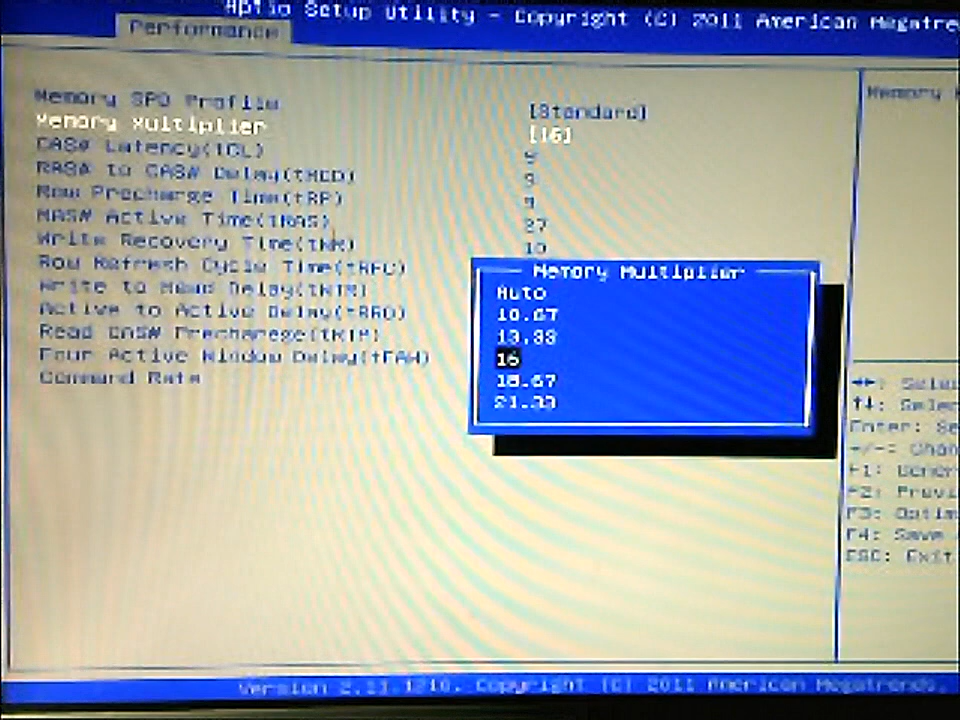 Aptio Setup Utility - Copyright (C) 2011 American
Performance
Memory SPD Profile [Standard]
Memory
Memory Multiplier [16]
CAS# Latency(tCL) 9
RAS# to CAS# Delay(tRCD) 9
Row Precharge Time(tRP) 9
RAS# Active Time(tRAS) 27
Write Recovery Time(tWR) 10
Row Refresh Cycle Time(tRFC)
Write to Read Delay(tWTR)
Active to Active Delay(tRRD)
Read CAS# Precharege(tRTP)
Four Active Window Delay(tFAW)
Command Rate
Memory Multiplier
Auto
10.67
13.33
16
18.67
21.33
Enter:
F1:
F2:
F3:
F4: Save
ESC: Exit
Version 2.11.1210. Copyright (C) 2011 American Megatrends,